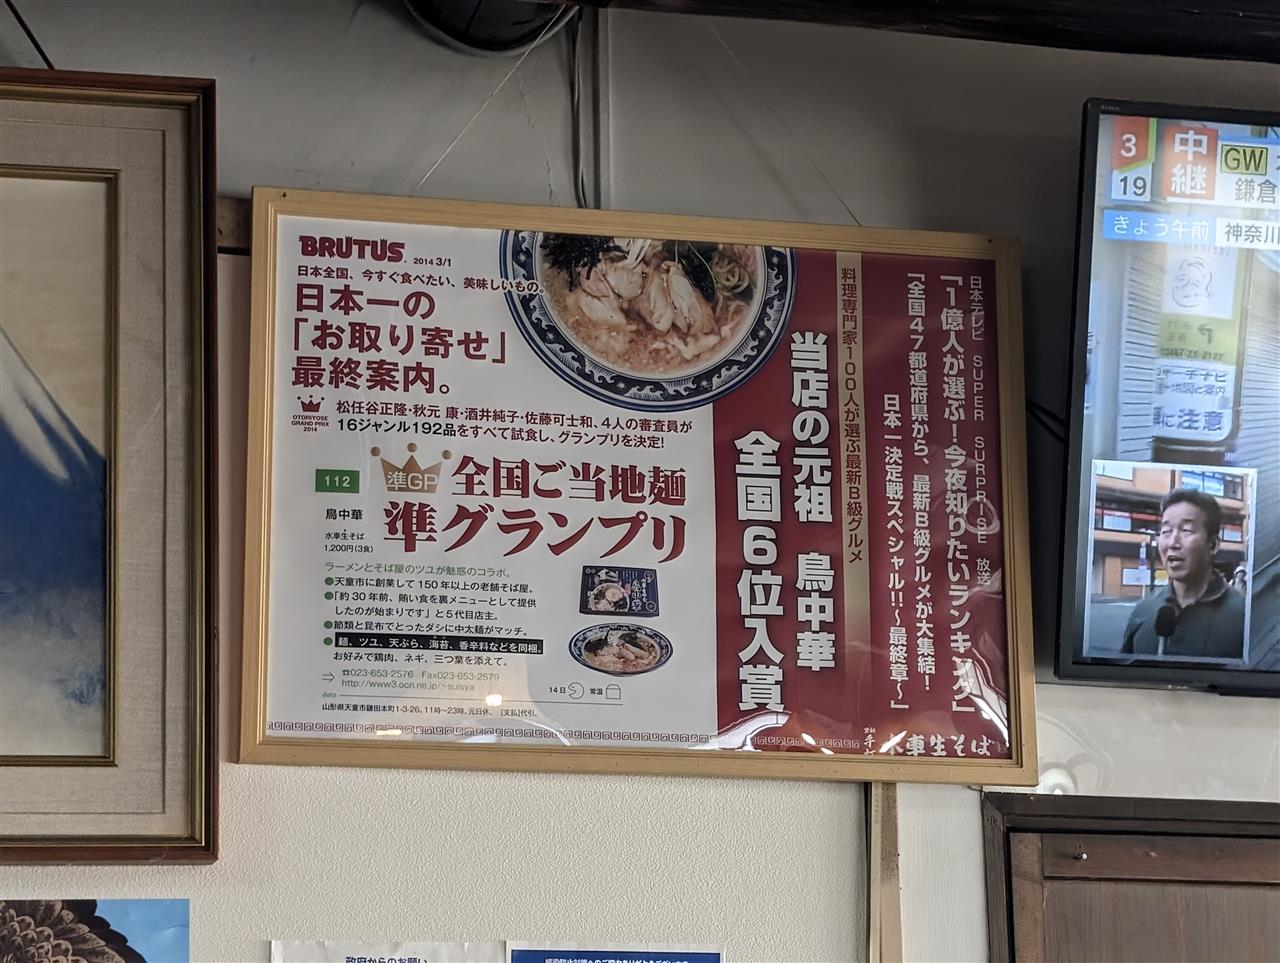 BRUTUS 2014 3/1
日本全国、今すぐ食べたい、美味しいもの。
日本一の
「お取り寄せ」
最終案内。
OTORIYOSE
GRAND PRIX
2014
松任谷正隆・秋元 康・酒井純子・佐藤可士和、4人の審査員が
16ジャンル192品をすべて試食し、グランプリを決定!
準GP
全国ご当地麺
準グランプリ
112
鳥中華
水車生そば
1,200円(3食)
ラーメンとそば屋のツユが魅惑のコラボ。
●天童市に創業して150年以上の老舗そば屋。
●「約30年前、賄い食を裏メニューとして提供
したのが始まりです」と5代目店主。
●節類と昆布でとったダシに中太麺がマッチ。
●麺、ツユ、天ぷら、海苔、香辛料などを同梱。
お好みで鶏肉、ネギ、三つ葉を添えて。
→ ☎023-653-2576 Fax023-653-2579
http://www3.ocn.ne.jp/~suisya
14日 常温
data
山形県天童市鎌田本町1-3-26、11時〜23時。元日休。 [支払]代引。
日本テレビ SUPER SURPRISE 放送
「1億人が選ぶ!今夜知りたいランキング」
「全国47都道府県から、最新B級グルメが大集結!
日本一決定戦スペシャル!!〜最終章〜」
料理専門家100人が選ぶ最新B級グルメ
当店の元祖 鳥中華
全国6位入賞
手打
水車生そば
3
19
中継
GW
鎌倉
きょう午前
神奈川
に注意
政府からのお願い